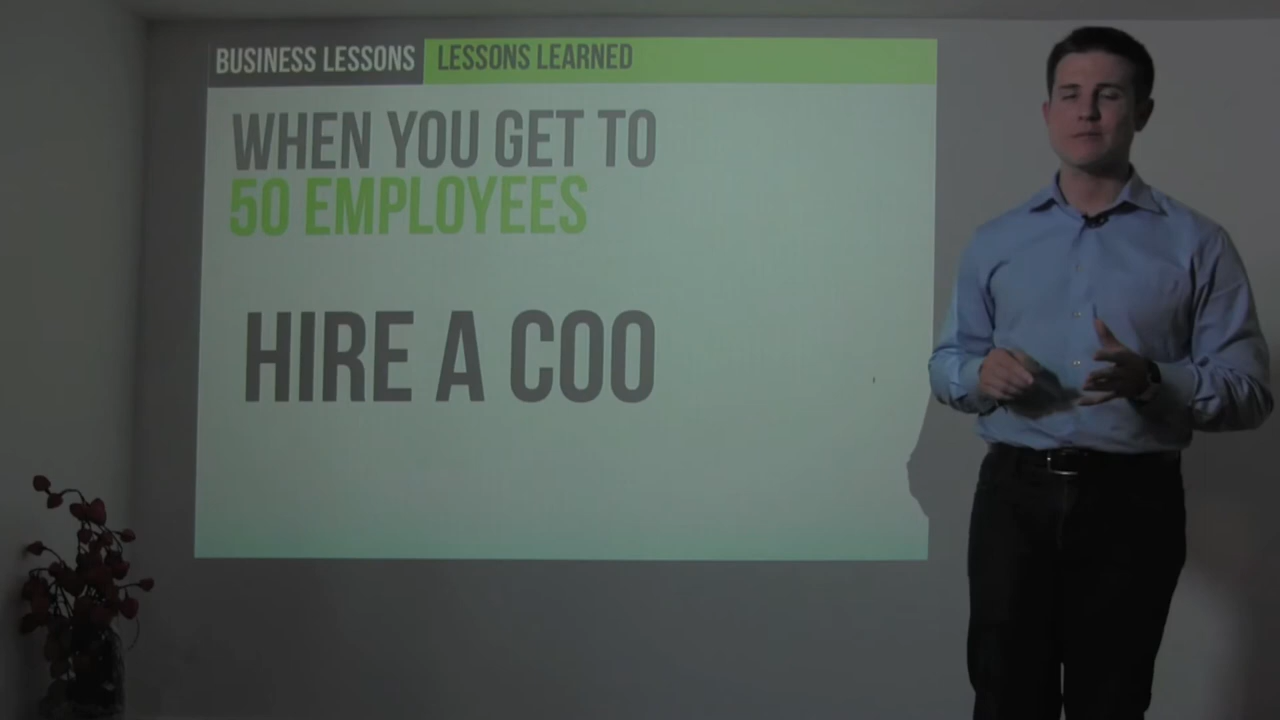 BUSINESS LESSONS
LESSONS LEARNED
WHEN YOU GET TO
50 EMPLOYEES
HIRE A COO